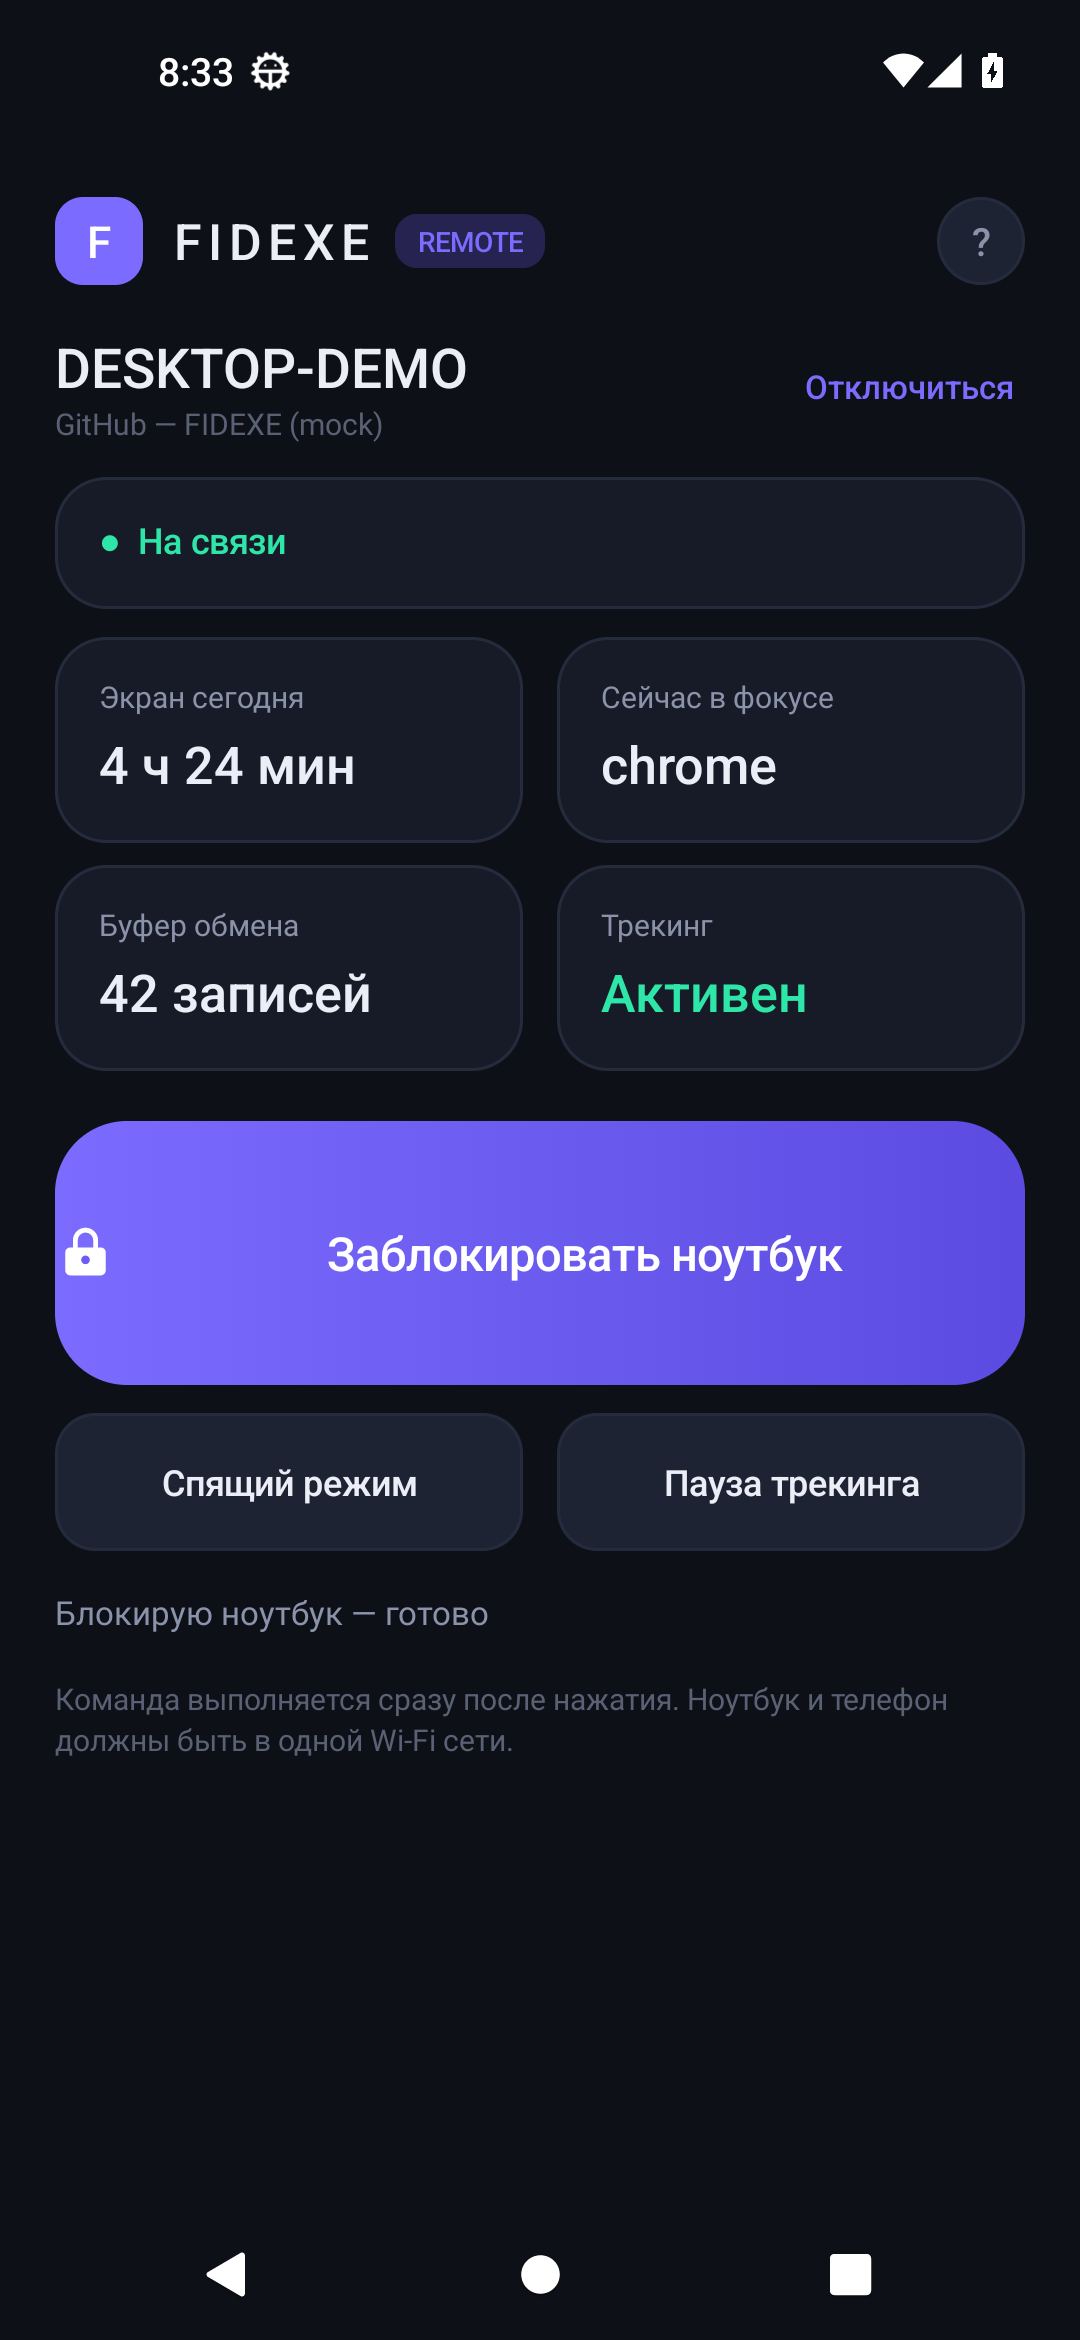 8:33
F FIDEXE REMOTE ?
DESKTOP-DEMO
Отключиться
GitHub — FIDEXE (mock)
На связи
Экран сегодня
4 ч 24 мин
Сейчас в фокусе
chrome
Буфер обмена
42 записей
Трекинг
Активен
Заблокировать ноутбук
Спящий режим
Пауза трекинга
Блокирую ноутбук — готово
Команда выполняется сразу после нажатия. Ноутбук и телефон
должны быть в одной Wi-Fi сети.